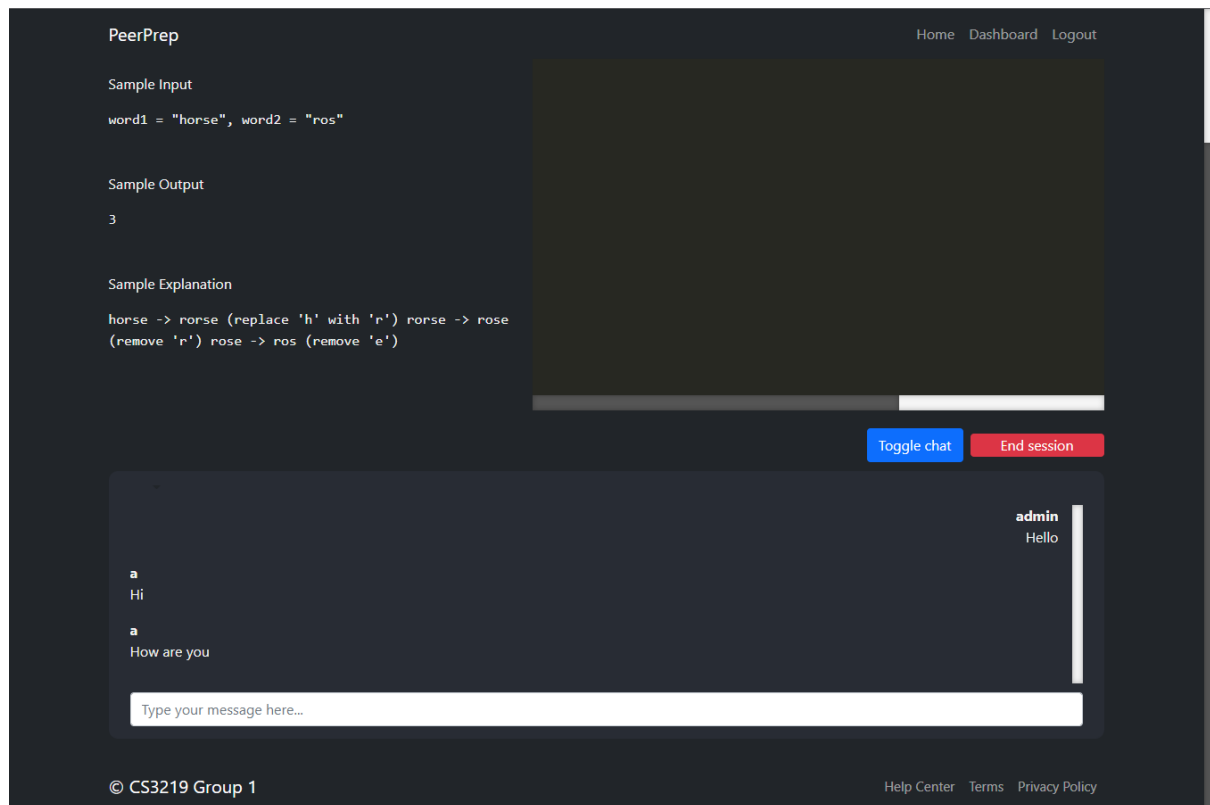 PeerPrep
Home Dashboard Logout
Sample Input
word1 = "horse", word2 = "ros"
Sample Output
3
Sample Explanation
horse -> rorse (replace 'h' with 'r') rorse -> rose
(remove 'r') rose -> ros (remove 'e')
Toggle chat End session
admin
Hello
a
Hi
a
How are you
Type your message here...
© CS3219 Group 1
Help Center Terms Privacy Policy